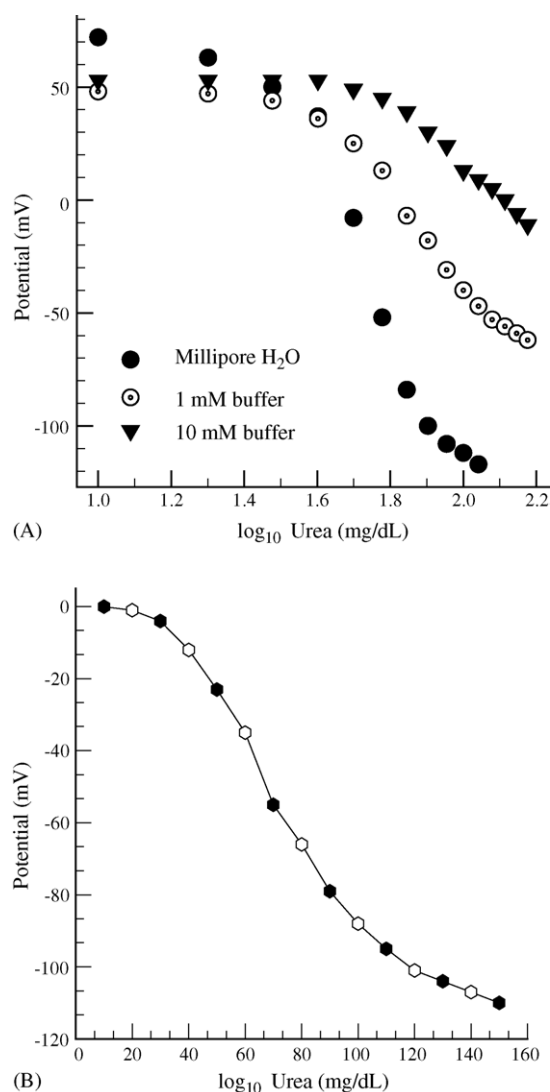 50
0
-50
-100
Potential (mV)
Millipore H₂O
1 mM buffer
10 mM buffer
1.0 1.2 1.4 1.6 1.8 2.0 2.2
(A) log₁₀ Urea (mg/dL)
0
-20
-40
-60
-80
-100
-120
Potential (mV)
0 20 40 60 80 100 120 140 160
(B) log₁₀ Urea (mg/dL)